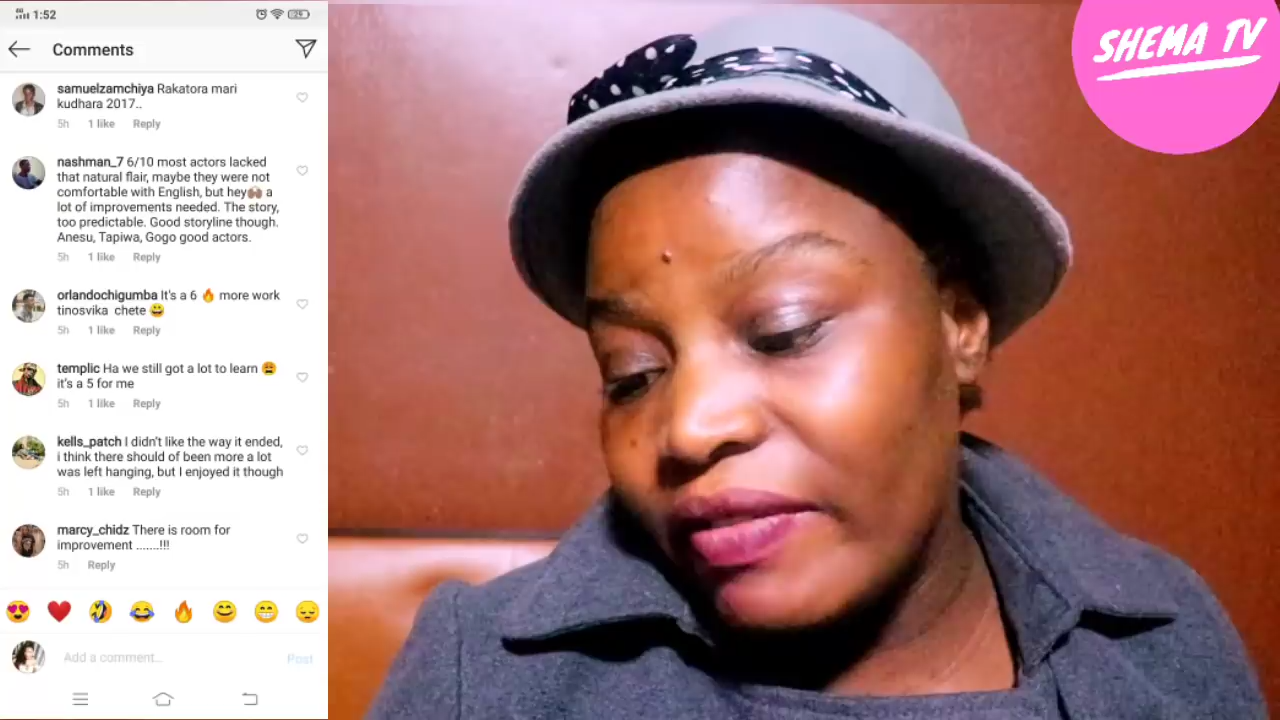 1:52
24
Comments
samuelzamchiya Rakatora mari
kudhara 2017..
5h 1 like Reply
nashman_7 6/10 most actors lacked
that natural flair, maybe they were not
comfortable with English, but hey🙌🏾 a
lot of improvements needed. The story,
too predictable. Good storyline though.
Anesu, Tapiwa, Gogo good actors.
5h 1 like Reply
orlandochigumba It's a 6 🔥 more work
tinosvika chete 😀
5h 1 like Reply
templic Ha we still got a lot to learn 😩
it's a 5 for me
5h 1 like Reply
kells_patch I didn't like the way it ended,
i think there should of been more a lot
was left hanging, but I enjoyed it though
5h 1 like Reply
marcy_chidz There is room for
improvement .......!!!
5h Reply
Add a comment... Post
SHEMA TV